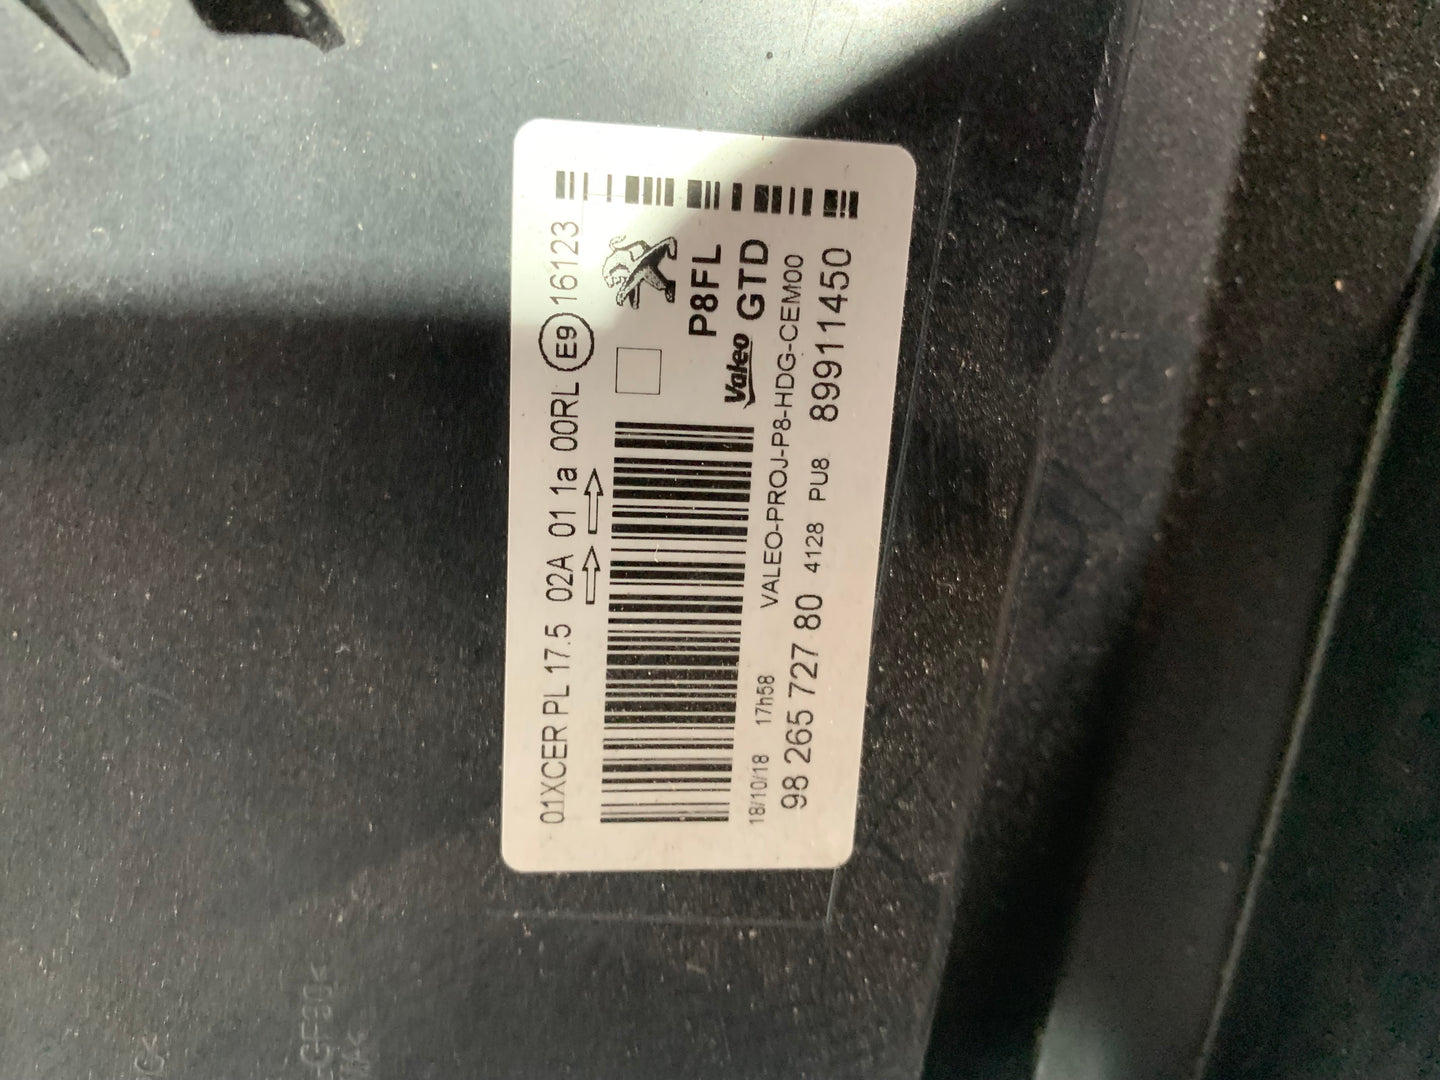 01XCER PL 17.5 02A 01 1a 00RL E9 16123
P8FL
Valeo GTD
18/10/18 17h58 VALEO-PROJ-P8-HDG-CEM00
98 265 727 80 4128 PU8 89911450